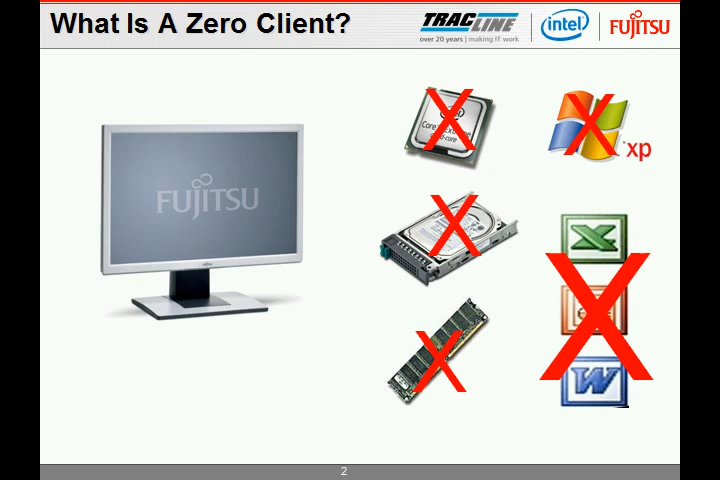 What Is A Zero Client?
TRACLINE
over 20 years | making IT work
intel
FUJITSU
FUJITSU
xp
2